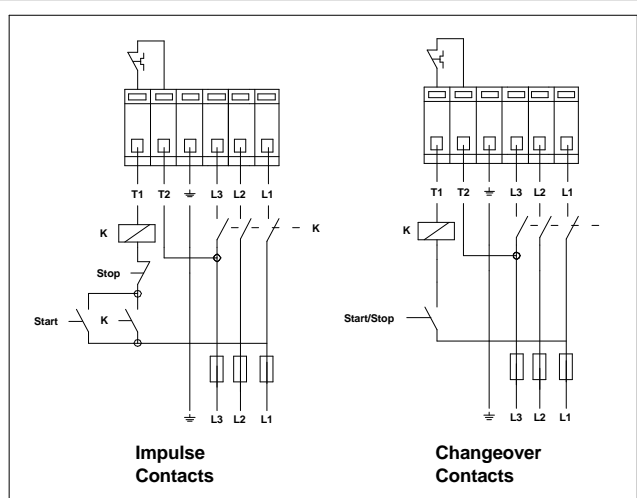 T1 T2 L3 L2 L1
T1 T2 L3 L2 L1
K K
K
Stop
Start K
Start/Stop
L3 L2 L1
L3 L2 L1
Impulse
Contacts
Changeover
Contacts